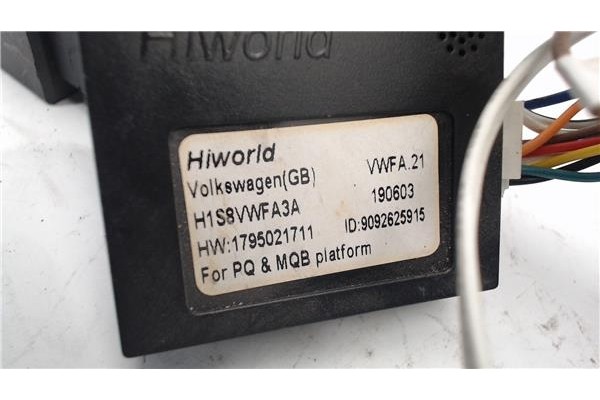 Hiworld
Hiworld
Volkswagen(GB) VWFA.21
H1S8VWFA3A 190603
HW:1795021711 ID:9092625915
For PQ & MQB platform